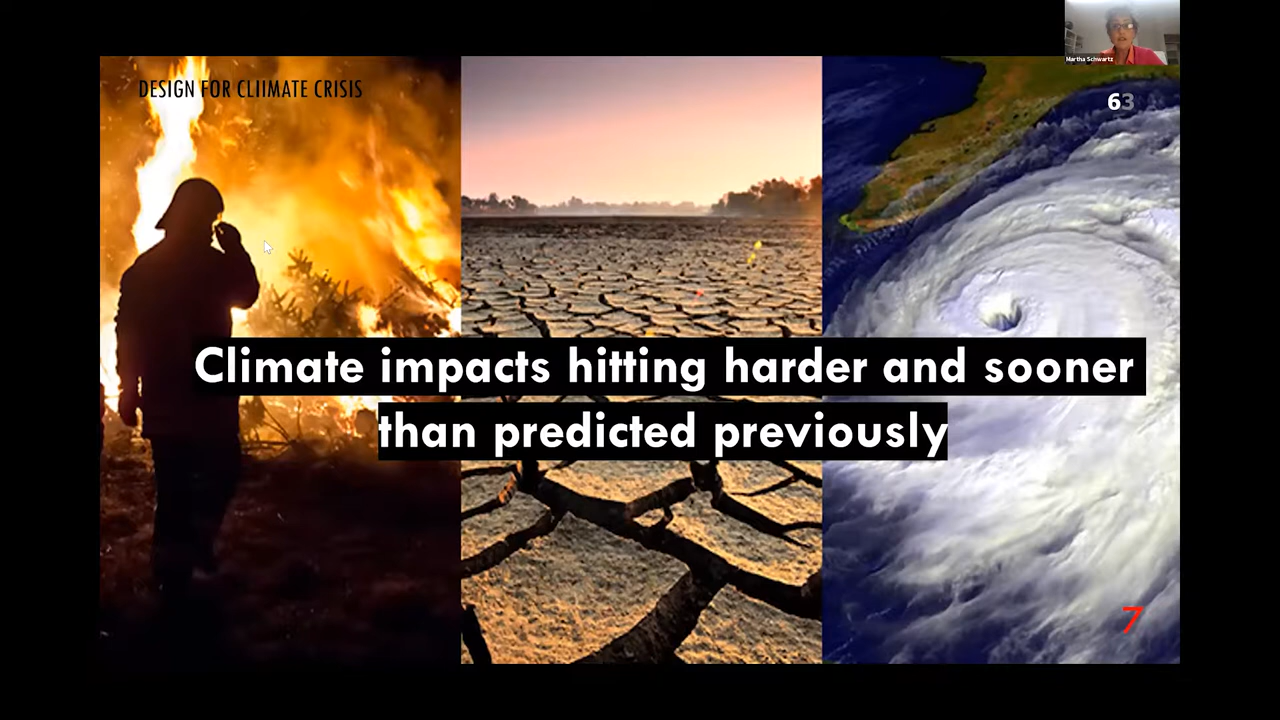 Martha Schwartz
DESIGN FOR CLIIMATE CRISIS
63
Climate impacts hitting harder and sooner
than predicted previously
7